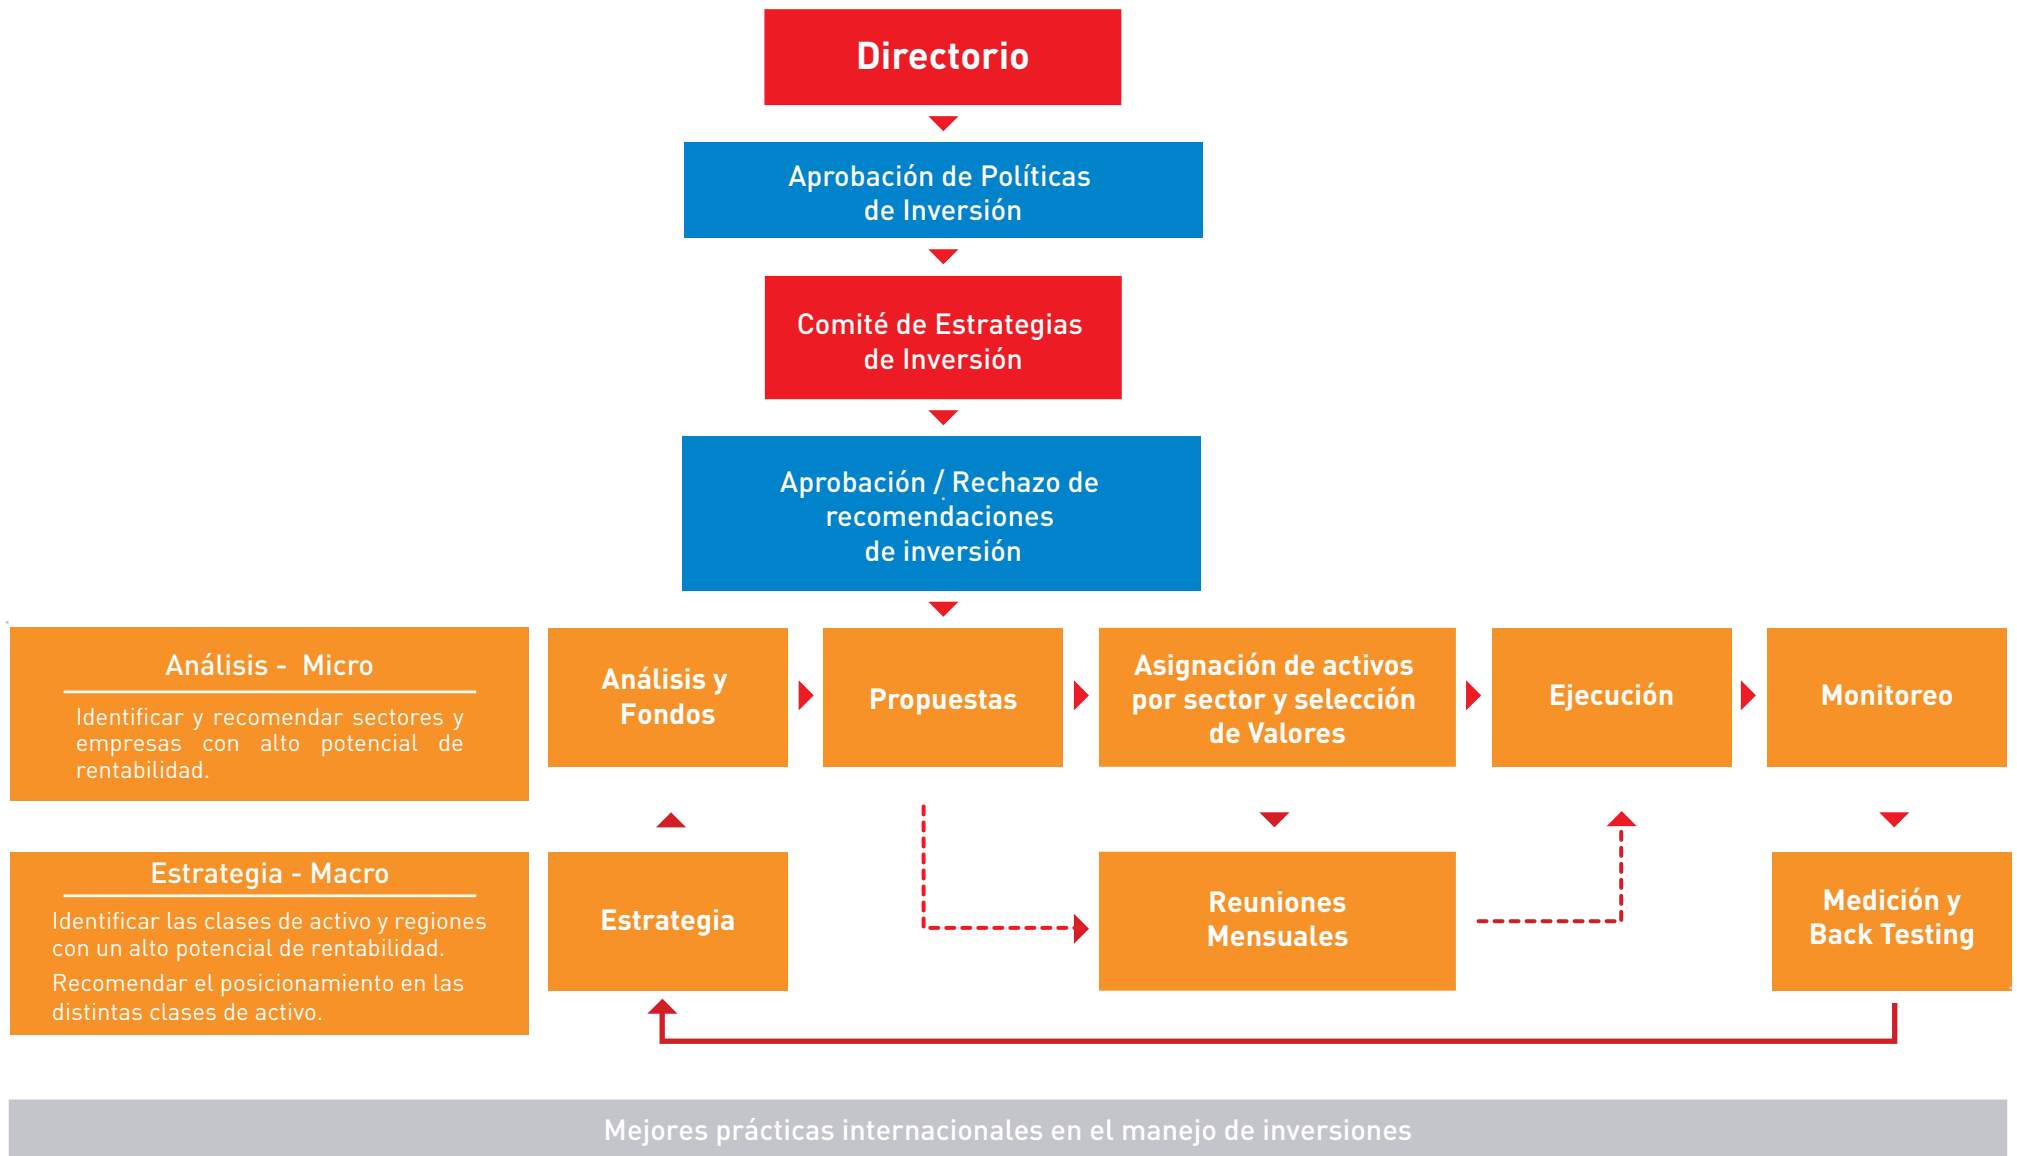 Directorio
Aprobación de Políticas
de Inversión
Comité de Estrategias
de Inversión
Aprobación / Rechazo de
recomendaciones
de inversión
Análisis - Micro
Identificar y recomendar sectores y
empresas con alto potencial de
rentabilidad.
Análisis y
Fondos
Propuestas
Asignación de activos
por sector y selección
de Valores
Ejecución
Monitoreo
Estrategia - Macro
Identificar las clases de activo y regiones
con un alto potencial de rentabilidad.
Recomendar el posicionamiento en las
distintas clases de activo.
Estrategia
Reuniones
Mensuales
Medición y
Back Testing
Mejores prácticas internacionales en el manejo de inversiones